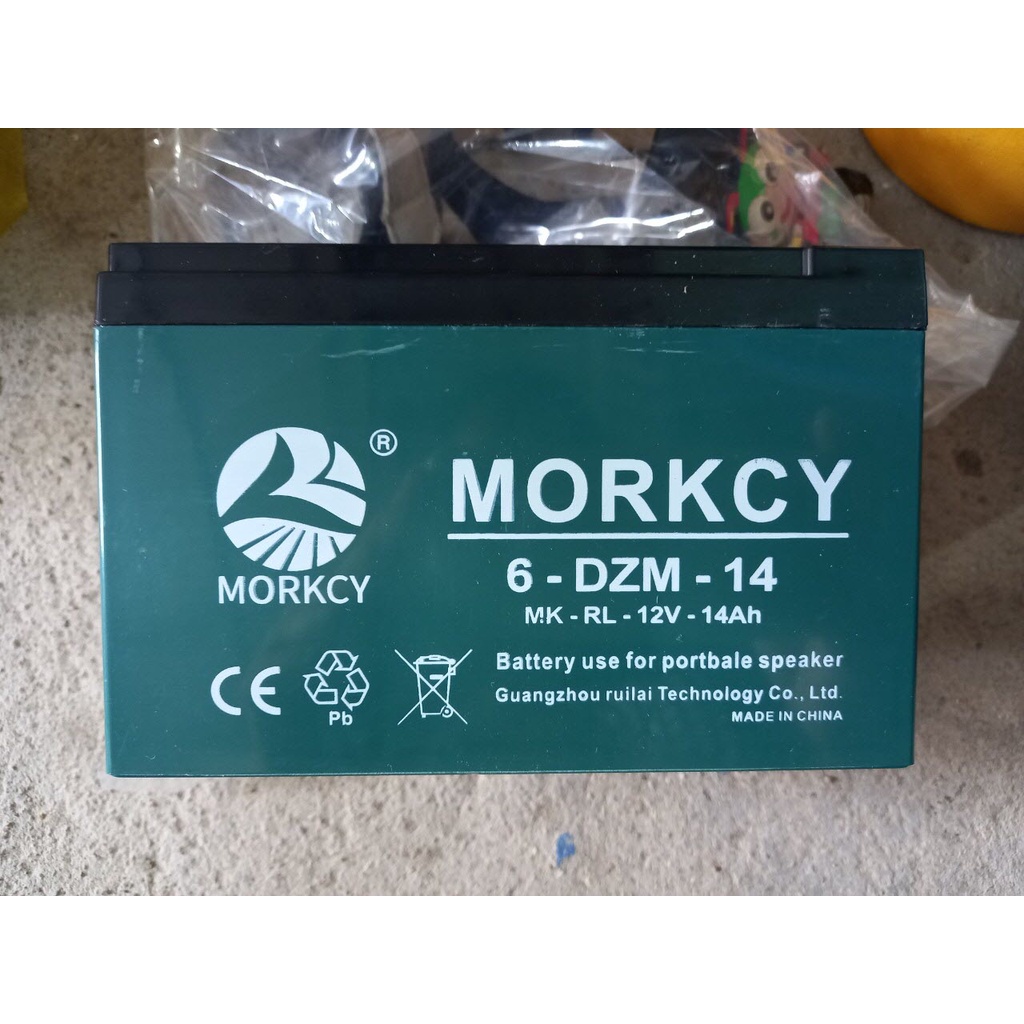 ®
MORKCY
MORKCY
6 - DZM - 14
MK - RL - 12V - 14Ah
Battery use for portbale speaker
Guangzhou ruilai Technology Co., Ltd.
MADE IN CHINA
CE
Pb